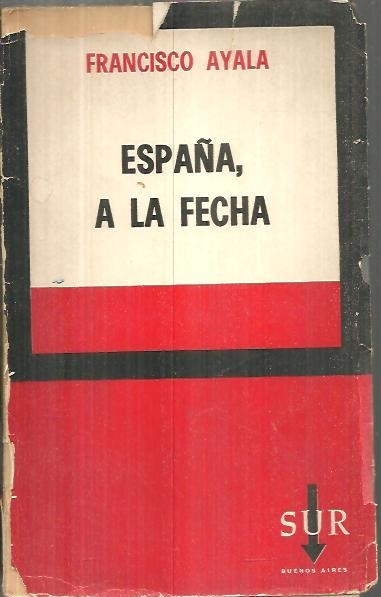 FRANCISCO AYALA
ESPAÑA,
A LA FECHA
SUR
BUENOS AIRES